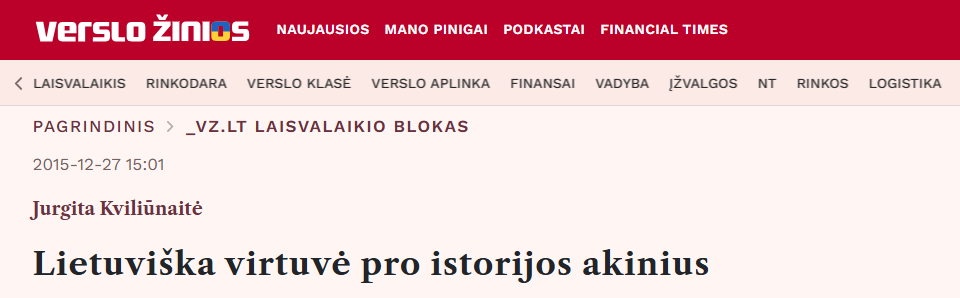 VERSLO ŽINIOS NAUJAUSIOS MANO PINIGAI PODKASTAI FINANCIAL TIMES
LAISVALAIKIS RINKODARA VERSLO KLASĖ VERSLO APLINKA FINANSAI VADYBA ĮŽVALGOS NT RINKOS LOGISTIKA
PAGRINDINIS > _VZ.LT LAISVALAIKIO BLOKAS
2015-12-27 15:01
Jurgita Kviliūnaitė
Lietuviška virtuvė pro istorijos akinius